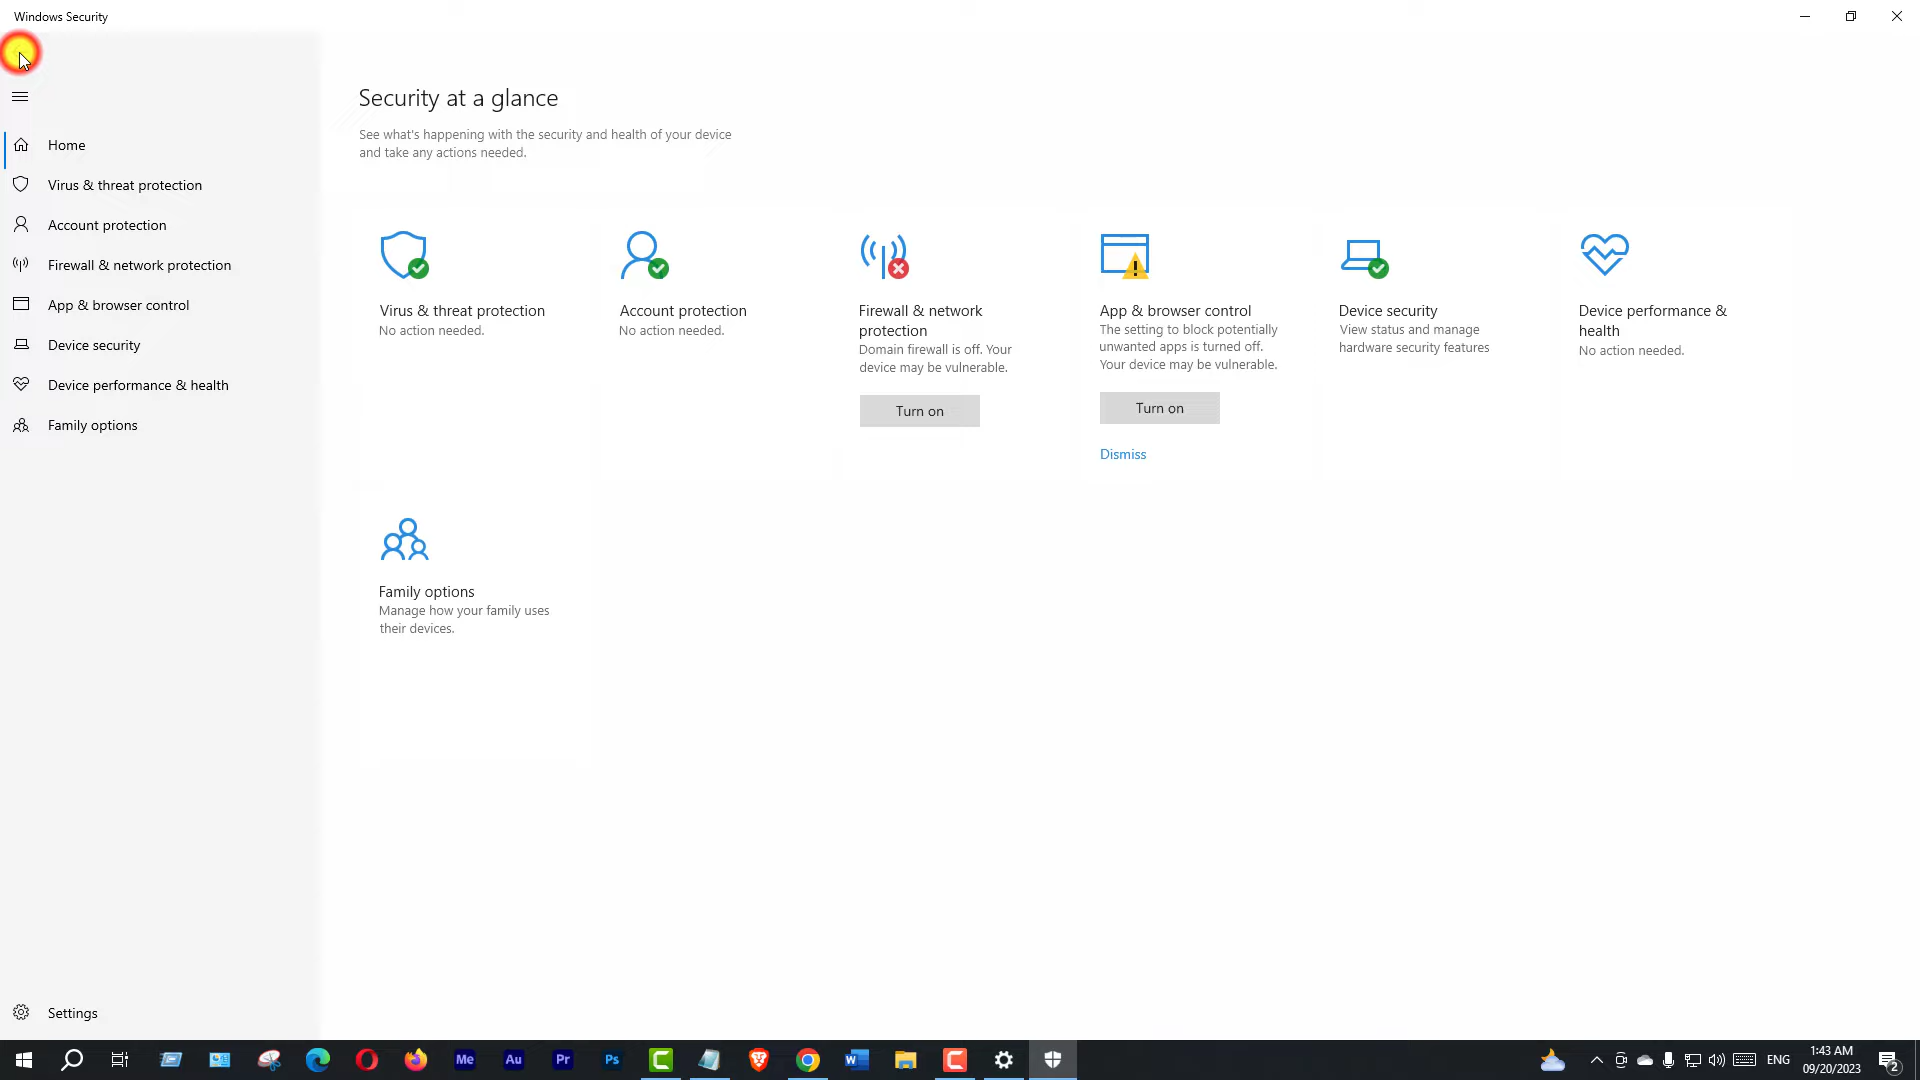 Windows Security
Home
Virus & threat protection
Account protection
Firewall & network protection
App & browser control
Device security
Device performance & health
Family options
Settings
Security at a glance
See what's happening with the security and health of your device
and take any actions needed.
Virus & threat protection
No action needed.
Account protection
No action needed.
Firewall & network
protection
Domain firewall is off. Your
device may be vulnerable.
Turn on
App & browser control
The setting to block potentially
unwanted apps is turned off.
Your device may be vulnerable.
Turn on
Dismiss
Device security
View status and manage
hardware security features
Device performance &
health
No action needed.
Family options
Manage how your family uses
their devices.
Me
Au
Pr
Ps
W
ENG
1:43 AM
09/20/2023
2